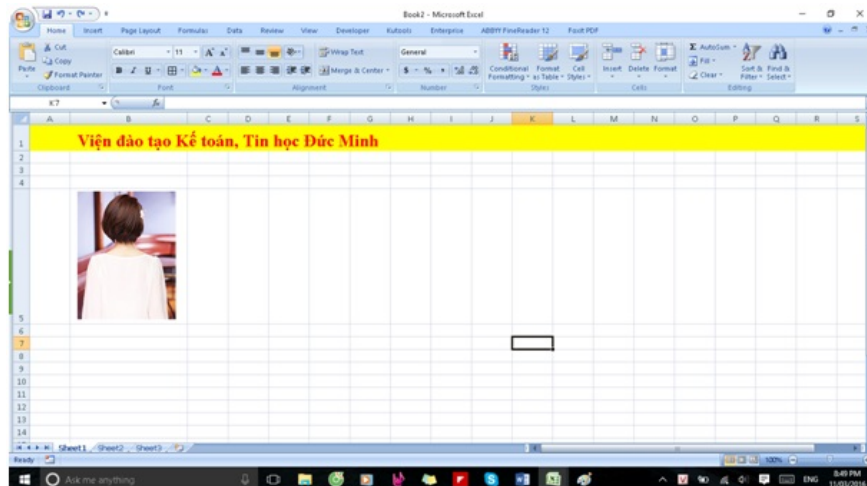 Book2 - Microsoft Excel
Home Insert Page Layout Formulas Data Review View Developer Kutools Enterprise ABBYY FineReader 12 Foxit PDF
Cut Calibri 11 Wrap Text General Σ AutoSum
Copy Fill
Paste Format Painter B I U Merge & Center $ % , Conditional Formatting Format as Table Cell Styles Insert Delete Format Clear Sort & Filter Find & Select
Clipboard Font Alignment Number Styles Cells Editing
K7 fx
A B C D E F G H I J K L M N O P Q R S
1 Viện đào tạo Kế toán, Tin học Đức Minh
2
3
4
5
6
7
8
9
10
11
12
13
14
Sheet1 Sheet2 Sheet3
Ready 100%
Ask me anything ENG 8:49 PM
11/03/2016